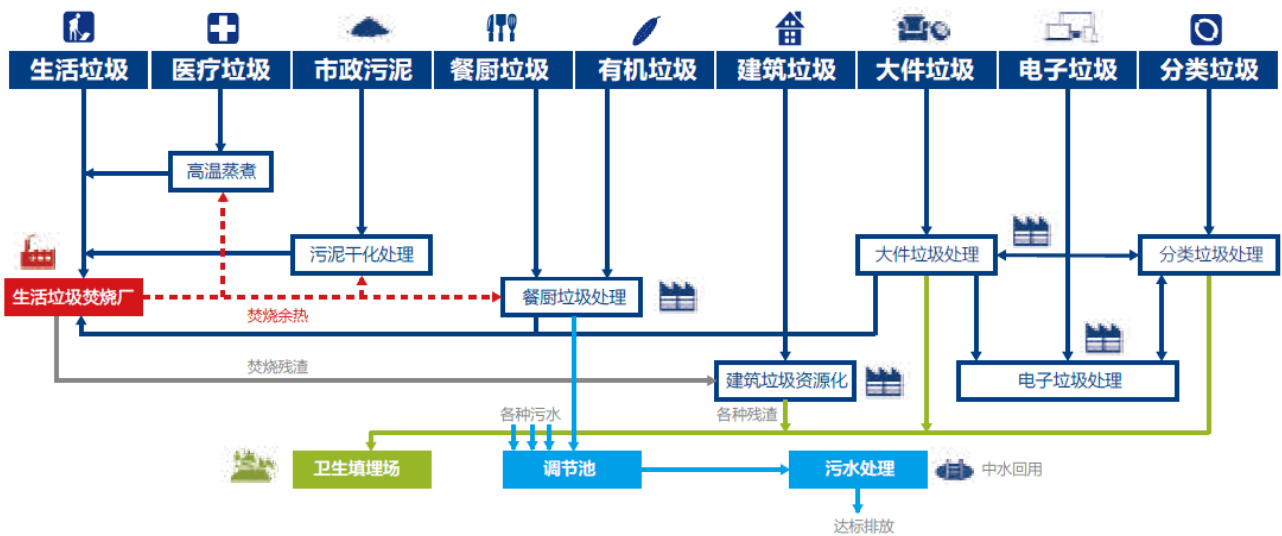 生活垃圾
医疗垃圾
市政污泥
餐厨垃圾
有机垃圾
建筑垃圾
大件垃圾
电子垃圾
分类垃圾
高温蒸煮
污泥干化处理
大件垃圾处理
分类垃圾处理
生活垃圾焚烧厂
餐厨垃圾处理
焚烧余热
焚烧残渣
建筑垃圾资源化
电子垃圾处理
各种污水
各种残渣
卫生填埋场
调节池
污水处理
中水回用
达标排放